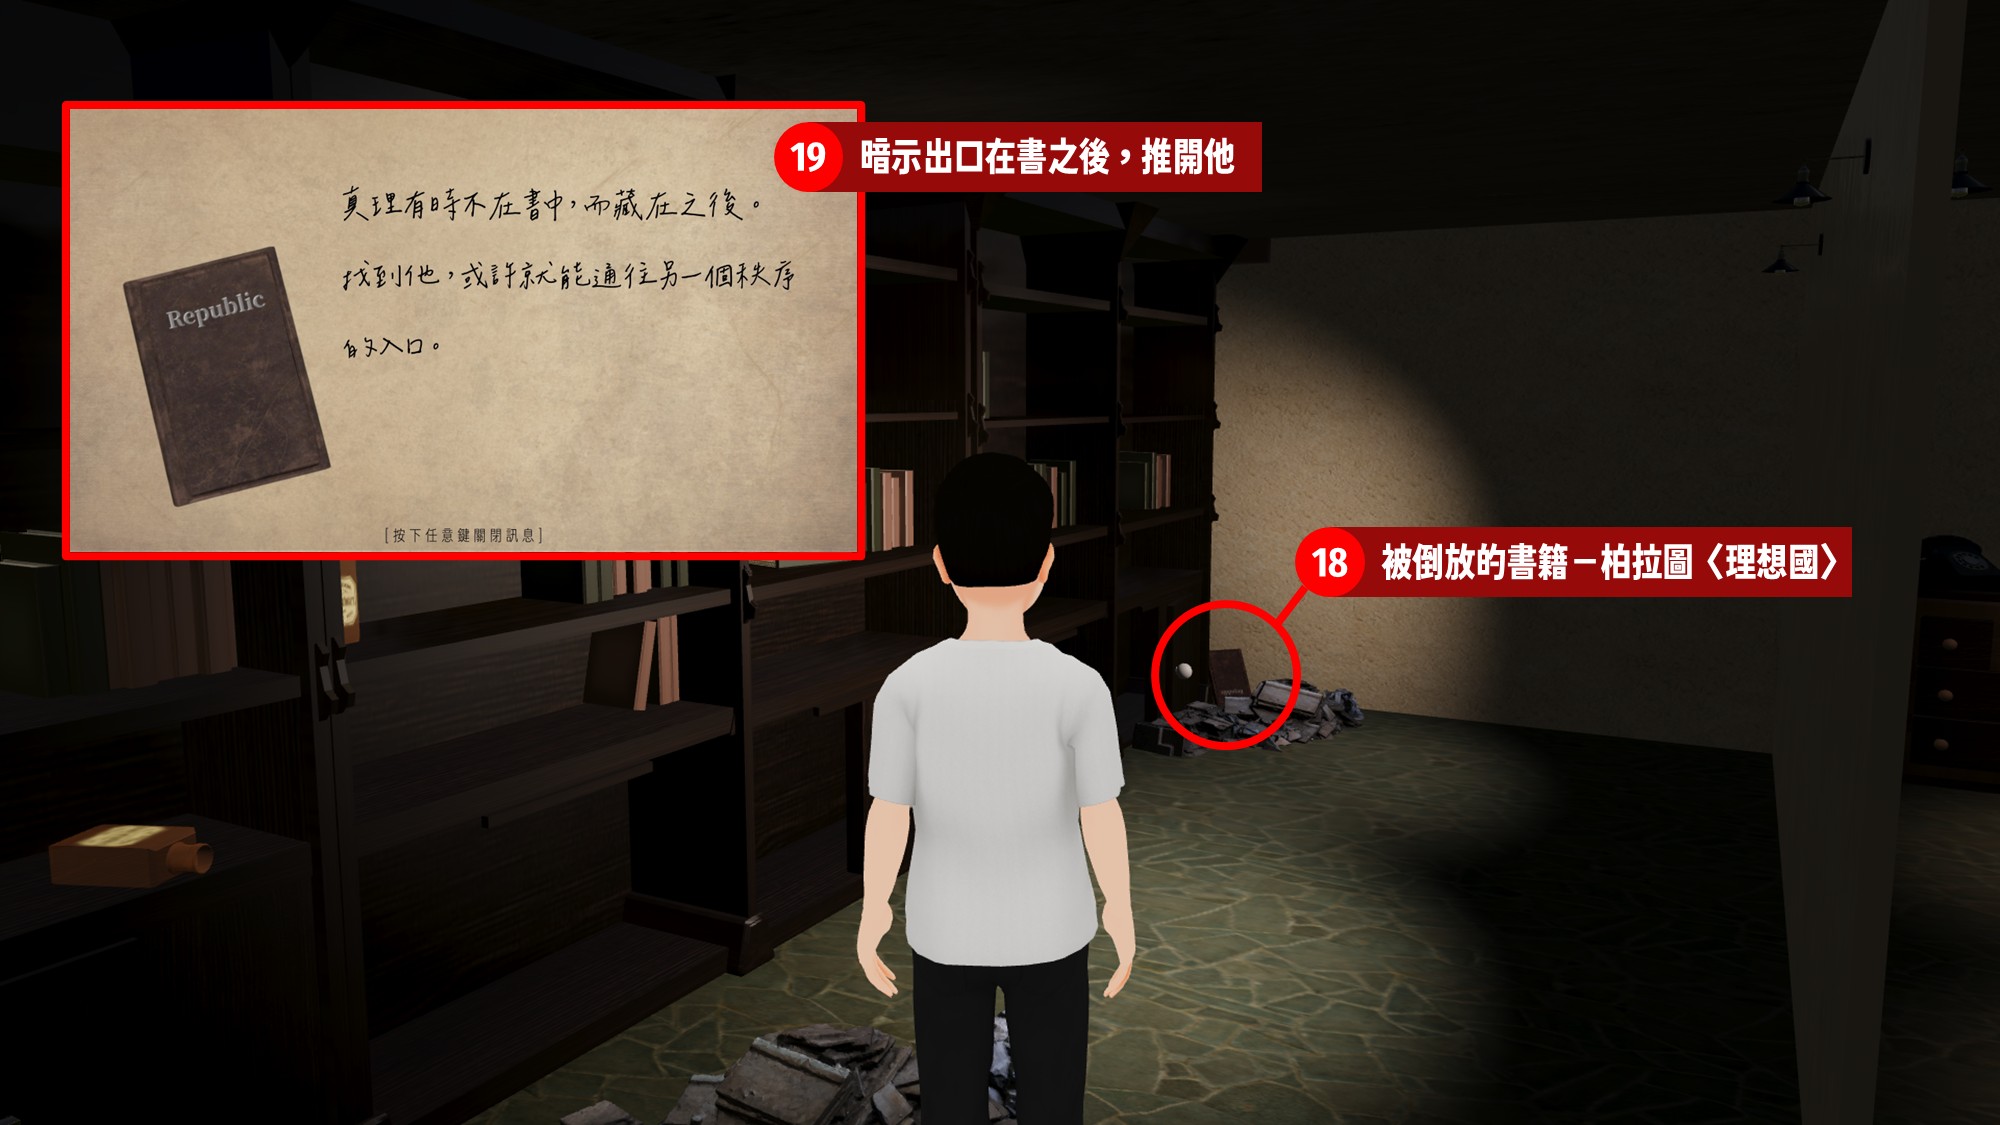 19 暗示出口在書之後，推開他
真理有時不在書中，而藏在之後。
找到他，或許就能通往另一個秩序
的入口。
Republic
[按下任意鍵關閉訊息]
18 被倒放的書籍－柏拉圖〈理想國〉